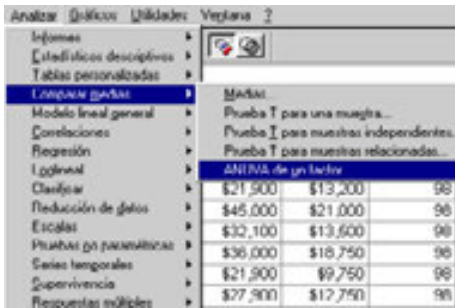 Analizar Gráficos Utilidades Ventana ?
Informes
Estadísticos descriptivos
Tablas personalizadas
Comparar medias
Modelo lineal general
Correlaciones
Regresión
Loglineal
Clasificar
Reducción de datos
Escalas
Pruebas no paramétricas
Series temporales
Supervivencia
Respuestas múltiples
Medias...
Prueba T para una muestra...
Prueba T para muestras independientes...
Prueba T para muestras relacionadas...
ANOVA de un factor
$21,900 $13,200 98
$45,000 $21,000 98
$32,100 $13,500 98
$36,000 $18,750 98
$21,900 $9,750 98
$27,900 $12,750 98